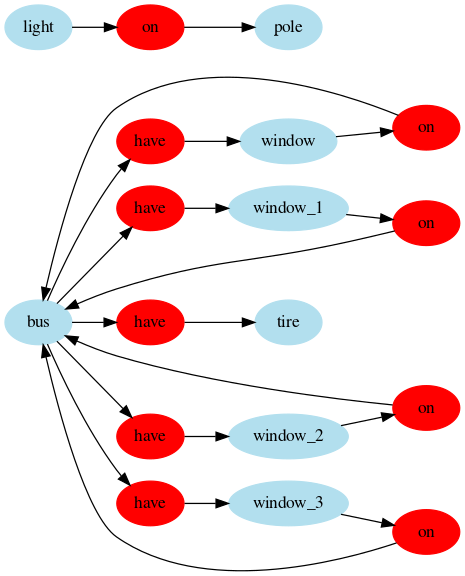 light on pole
on
have window
have window_1
on
bus have tire
on
have window_2
have window_3
on